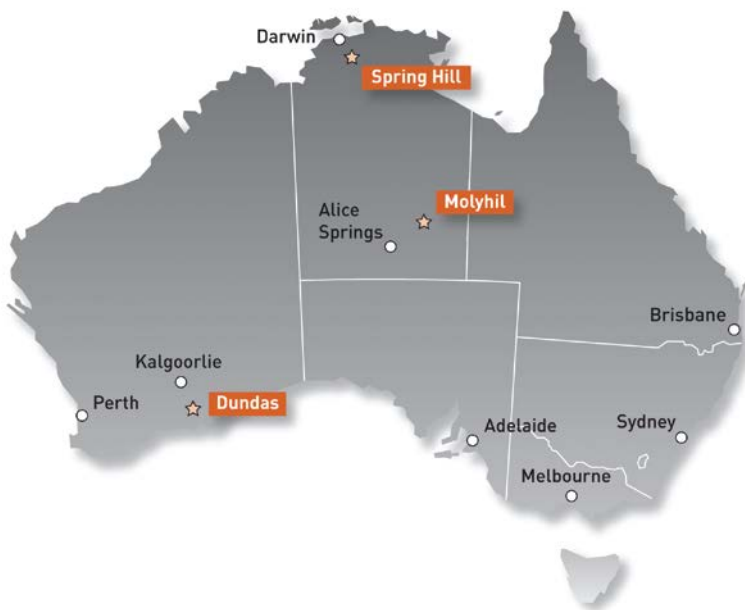 Darwin
Spring Hill
Molyhil
Alice
Springs
Brisbane
Kalgoorlie
Perth
Dundas
Adelaide
Sydney
Melbourne